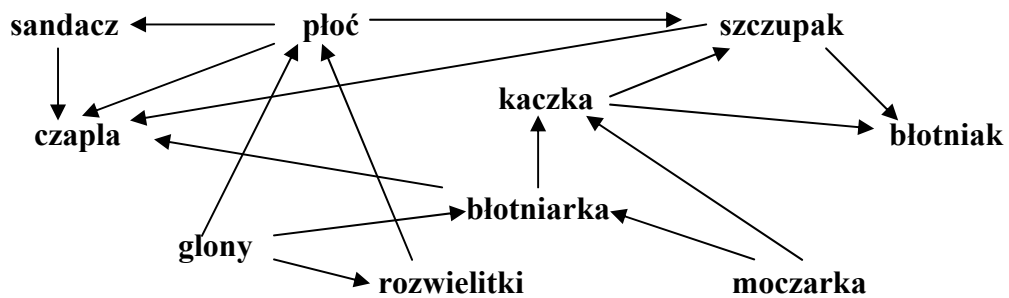 sandacz płoć szczupak
kaczka
czapla błotniak
błotniarka
glony
rozwielitki moczarka